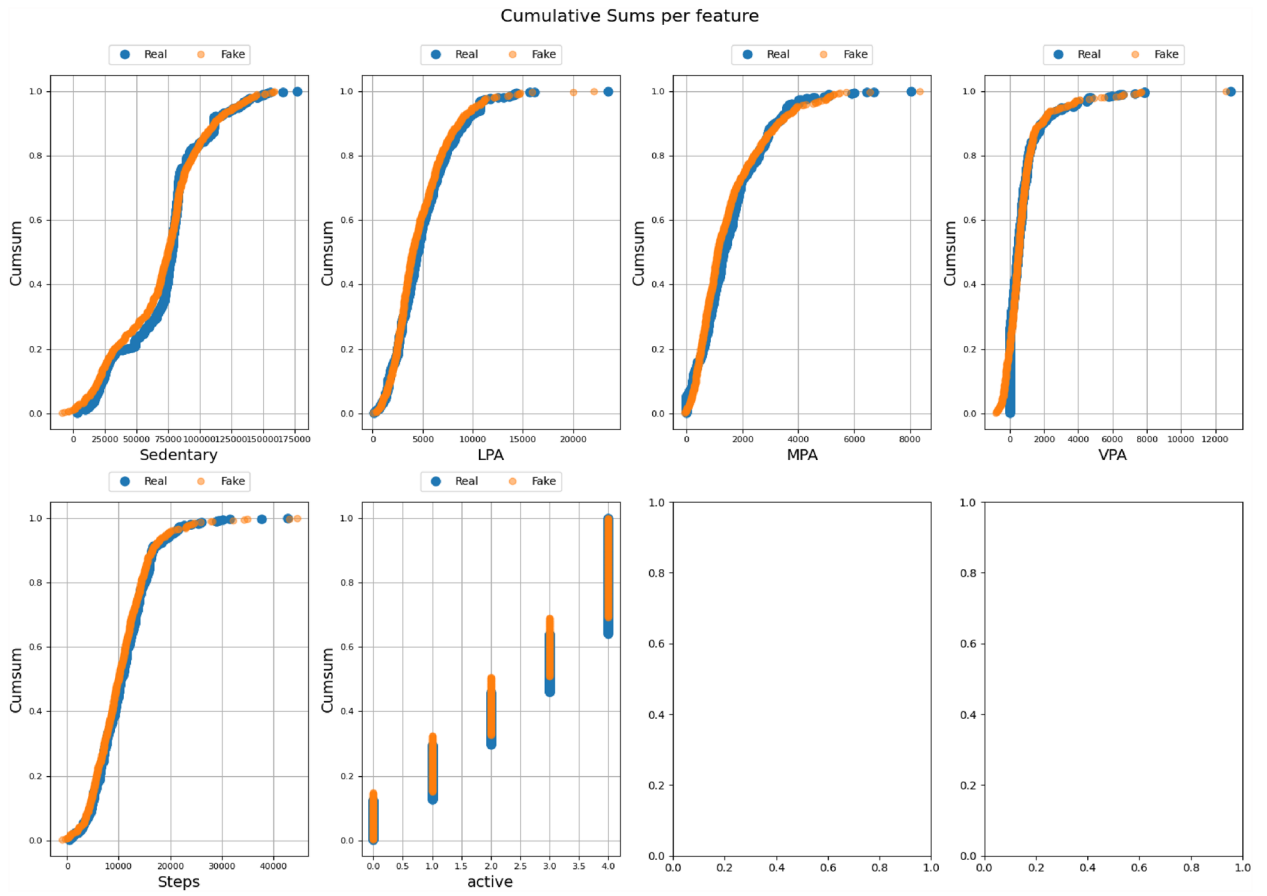 Cumulative Sums per feature
Real Fake
1.0
0.8
0.6
0.4
0.2
0.0
Cumsum
0 25000 50000 75000 100000 125000 150000 175000
Sedentary
Real Fake
1.0
0.8
0.6
0.4
0.2
0.0
Cumsum
0 5000 10000 15000 20000
LPA
Real Fake
1.0
0.8
0.6
0.4
0.2
0.0
Cumsum
0 2000 4000 6000 8000
MPA
Real Fake
1.0
0.8
0.6
0.4
0.2
0.0
Cumsum
0 2000 4000 6000 8000 10000 12000
VPA
Real Fake
1.0
0.8
0.6
0.4
0.2
0.0
Cumsum
0 10000 20000 30000 40000
Steps
Real Fake
1.0
0.8
0.6
0.4
0.2
0.0
Cumsum
0.0 0.5 1.0 1.5 2.0 2.5 3.0 3.5 4.0
active
1.0
0.8
0.6
0.4
0.2
0.0
0.0 0.2 0.4 0.6 0.8 1.0
1.0
0.8
0.6
0.4
0.2
0.0
0.0 0.2 0.4 0.6 0.8 1.0